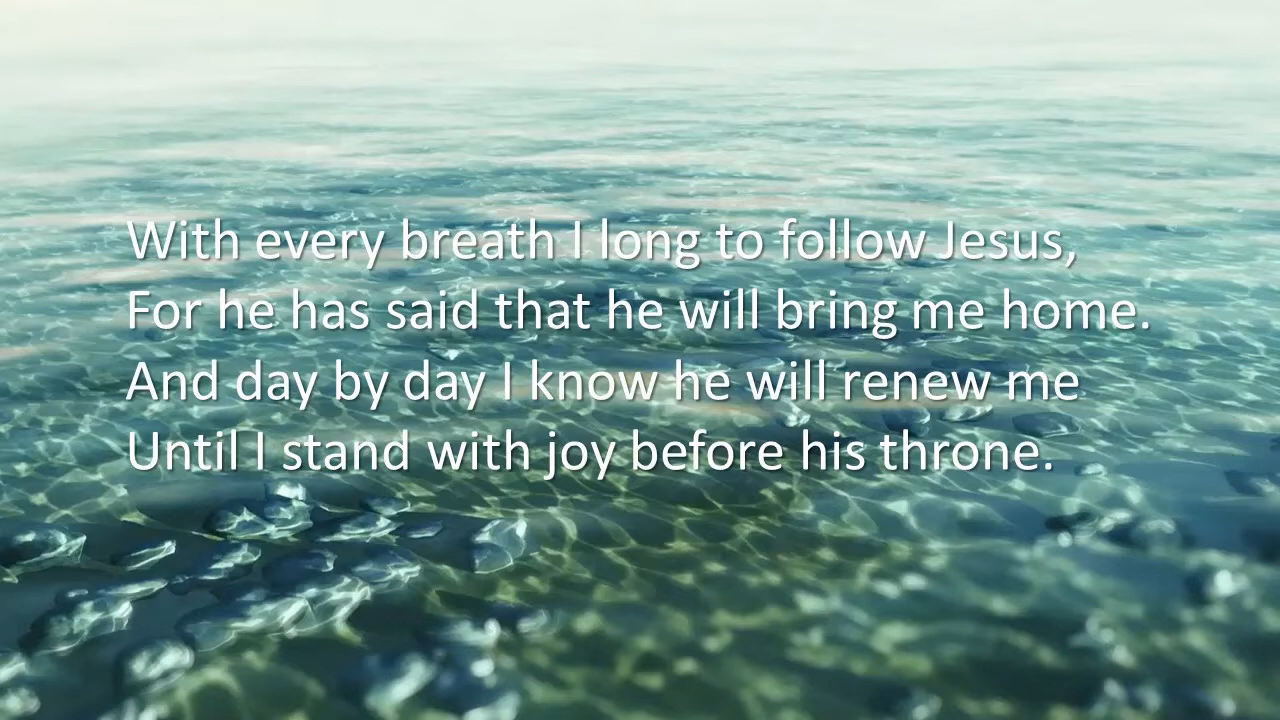 With every breath I long to follow Jesus,
For he has said that he will bring me home.
And day by day I know he will renew me
Until I stand with joy before his throne.